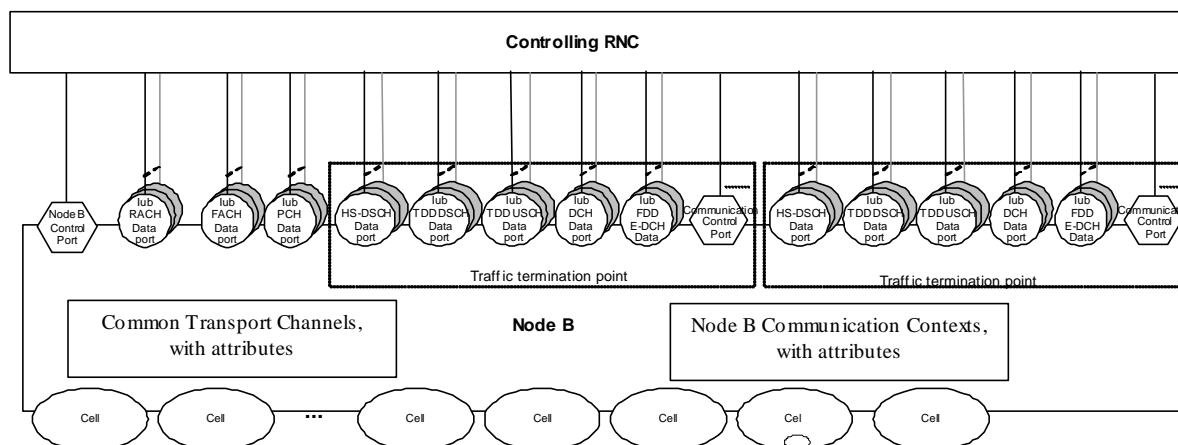 Controlling RNC
Node B
Control
Port
Iub
RACH
Data
port
Iub
FACH
Data
port
Iub
PCH
Data
port
Iub
HS-DSCH
Data
port
Iub
TDD DSCH
Data
port
Iub
TDD USCH
Data
port
Iub
DCH
Data
port
Iub
FDD
E-DCH
Data
Communication
Control
Port
Iub
HS-DSCH
Data
port
Iub
TDD DSCH
Data
port
Iub
TDD USCH
Data
port
Iub
DCH
Data
port
Iub
FDD
E-DCH
Data
Communication
Control
Port
Traffic termination point
Traffic termination point
Common Transport Channels,
with attributes
Node B
Node B Communication Contexts,
with attributes
Cell
Cell
...
Cell
Cell
Cell
Cel
Cell